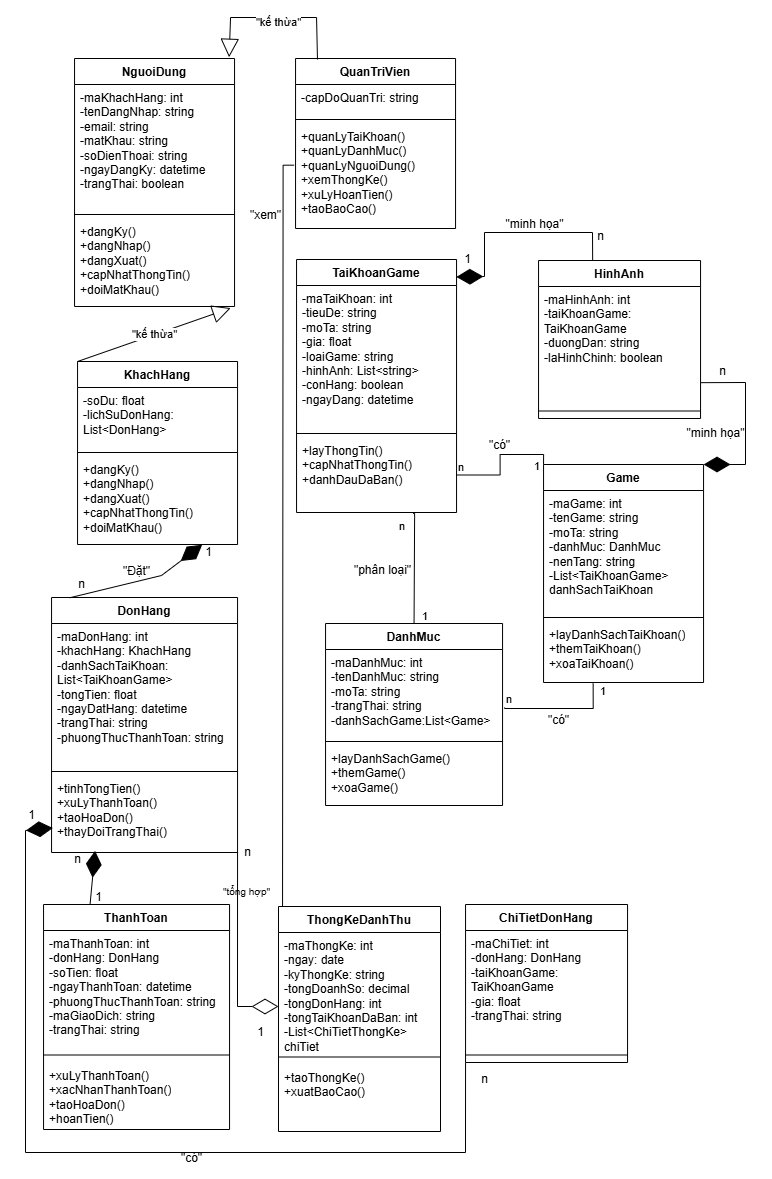 "kế thừa"
NguoiDung
-maKhachHang: int
-tenDangNhap: string
-email: string
-matKhau: string
-soDienThoai: string
-ngayDangKy: datetime
-trangThai: boolean
+dangKy()
+dangNhap()
+dangXuat()
+capNhatThongTin()
+doiMatKhau()
QuanTriVien
-capDoQuanTri: string
+quanLyTaiKhoan()
+quanLyDanhMuc()
+quanLyNguoiDung()
+xemThongKe()
+xuLyHoanTien()
+taoBaoCao()
"xem"
"minh họa"
1
n
TaiKhoanGame
-maTaiKhoan: int
-tieuDe: string
-moTa: string
-gia: float
-loaiGame: string
-hinhAnh: List<string>
-conHang: boolean
-ngayDang: datetime
+layThongTin()
+capNhatThongTin()
+danhDauDaBan()
HinhAnh
-maHinhAnh: int
-taiKhoanGame:
TaiKhoanGame
-duongDan: string
-laHinhChinh: boolean
"kế thừa"
KhachHang
-soDu: float
-lichSuDonHang:
List<DonHang>
+dangKy()
+dangNhap()
+dangXuat()
+capNhatThongTin()
+doiMatKhau()
n
"minh họa"
"có"
n
1
Game
-maGame: int
-tenGame: string
-moTa: string
-danhMuc: DanhMuc
-nenTang: string
-List<TaiKhoanGame>
danhSachTaiKhoan
+layDanhSachTaiKhoan()
+themTaiKhoan()
+xoaTaiKhoan()
n
"phân loại"
1
1
"Đặt"
n
DonHang
-maDonHang: int
-khachHang: KhachHang
-danhSachTaiKhoan:
List<TaiKhoanGame>
-tongTien: float
-ngayDatHang: datetime
-trangThai: string
-phuongThucThanhToan: string
+tinhTongTien()
+xuLyThanhToan()
+taoHoaDon()
+thayDoiTrangThai()
DanhMuc
-maDanhMuc: int
-tenDanhMuc: string
-moTa: string
-trangThai: string
-danhSachGame:List<Game>
+layDanhSachGame()
+themGame()
+xoaGame()
n
1
"có"
1
n
n
1
"tổng hợp"
1
ThanhToan
-maThanhToan: int
-donHang: DonHang
-soTien: float
-ngayThanhToan: datetime
-phuongThucThanhToan: string
-maGiaoDich: string
-trangThai: string
+xuLyThanhToan()
+xacNhanThanhToan()
+taoHoaDon()
+hoanTien()
ThongKeDanhThu
-maThongKe: int
-ngay: date
-kyThongKe: string
-tongDoanhSo: decimal
-tongDonHang: int
-tongTaiKhoanDaBan: int
-List<ChiTietThongKe>
chiTiet
+taoThongKe()
+xuatBaoCao()
ChiTietDonHang
-maChiTiet: int
-donHang: DonHang
-taiKhoanGame:
TaiKhoanGame
-gia: float
-trangThai: string
n
"có"